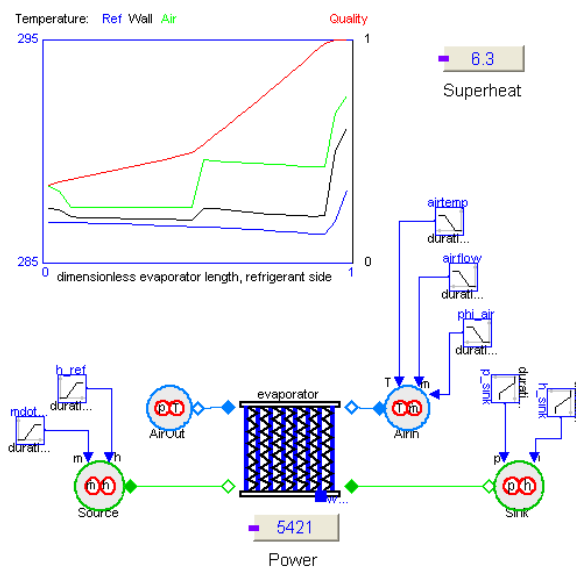 Temperature: Ref Wall Air Quality
295 1
6.3
Superheat
285 0
0 1
dimensionless evaporator length, refrigerant side
airtemp
durati...
airflow
durati...
phi_air
durati...
h_ref
durati...
mdot...
durati...
p_sink
durati...
h_sink
p T
AirOut
evaporator
T m
T m
AirIn
m h
m h
Source
w...
p h
p
Sink
5421
Power